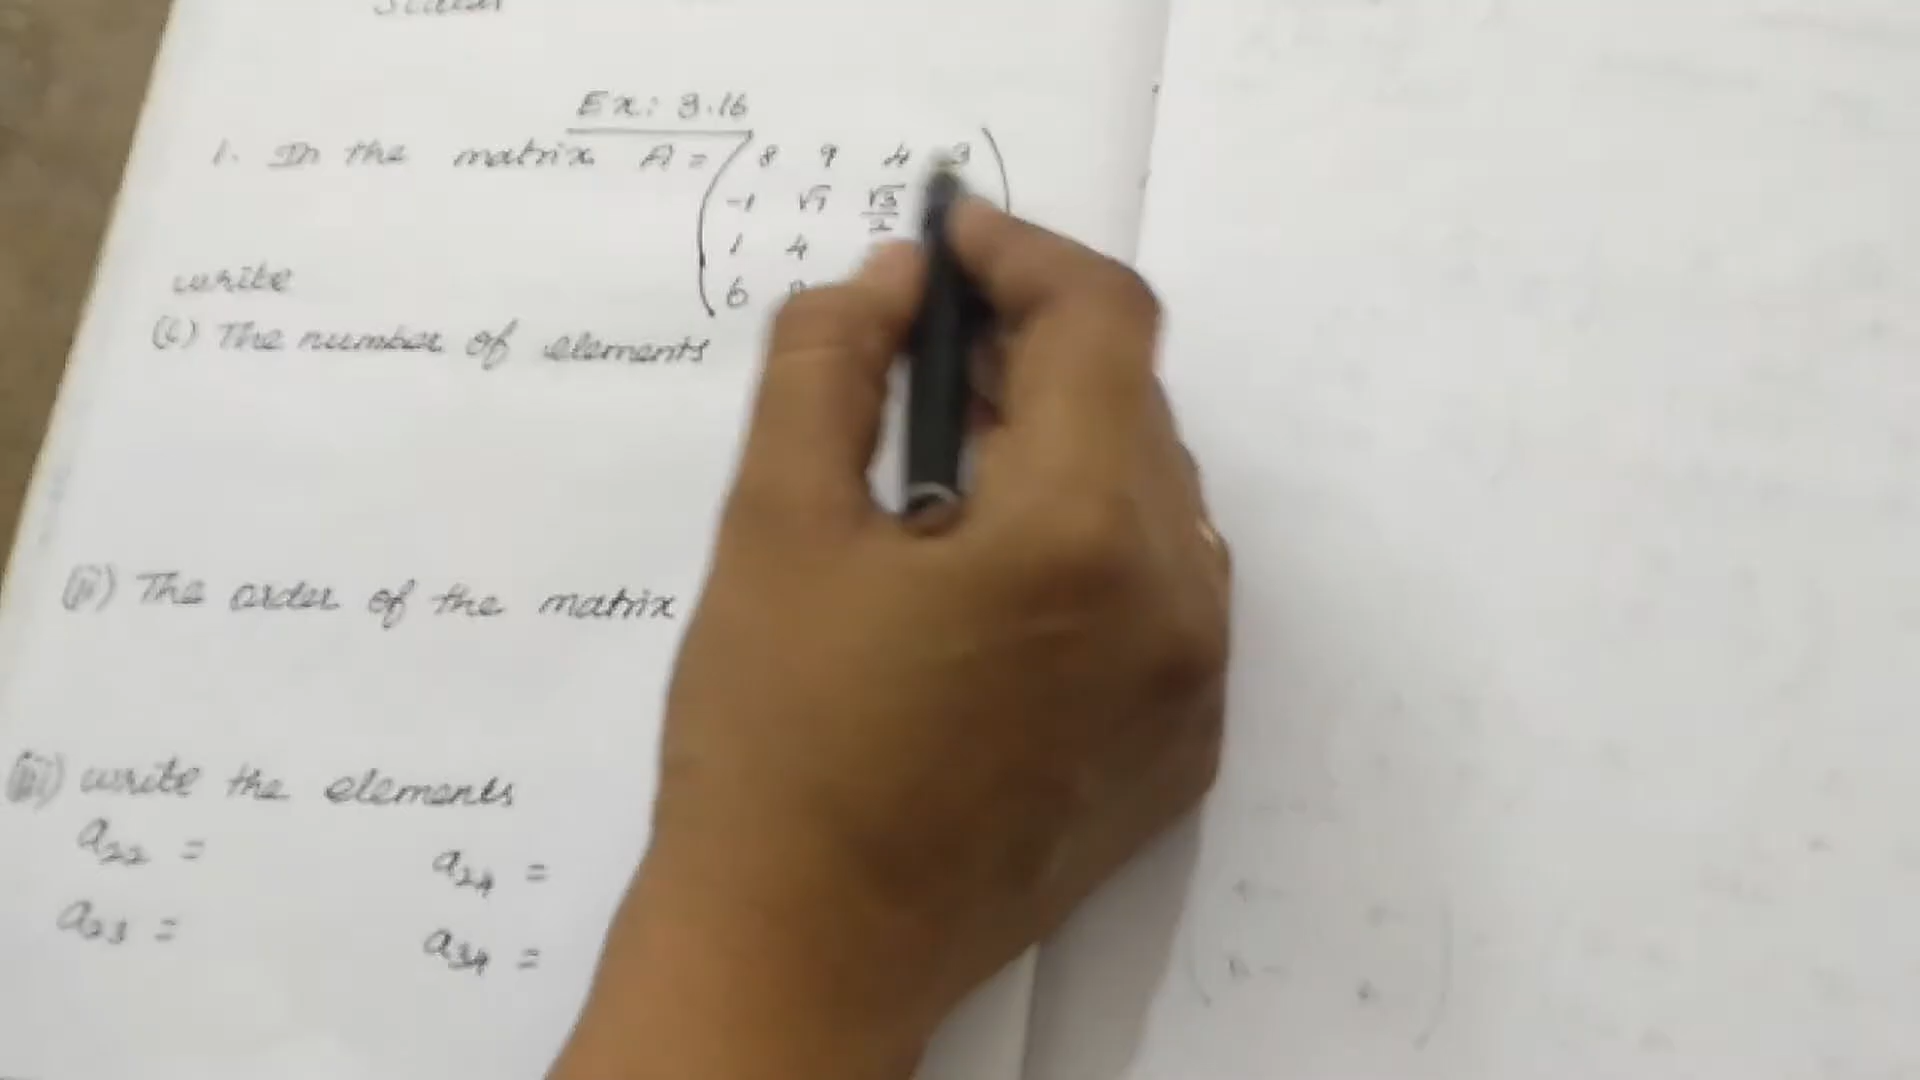 Ex: 3.16
1. In the matrix A = ( 8 9 4 3 )
-1 √7 √3/2
1 4
write
6
(i) The number of elements
(ii) The order of the matrix
(iii) write the elements
a22 = a24 =
a23 = a34 =